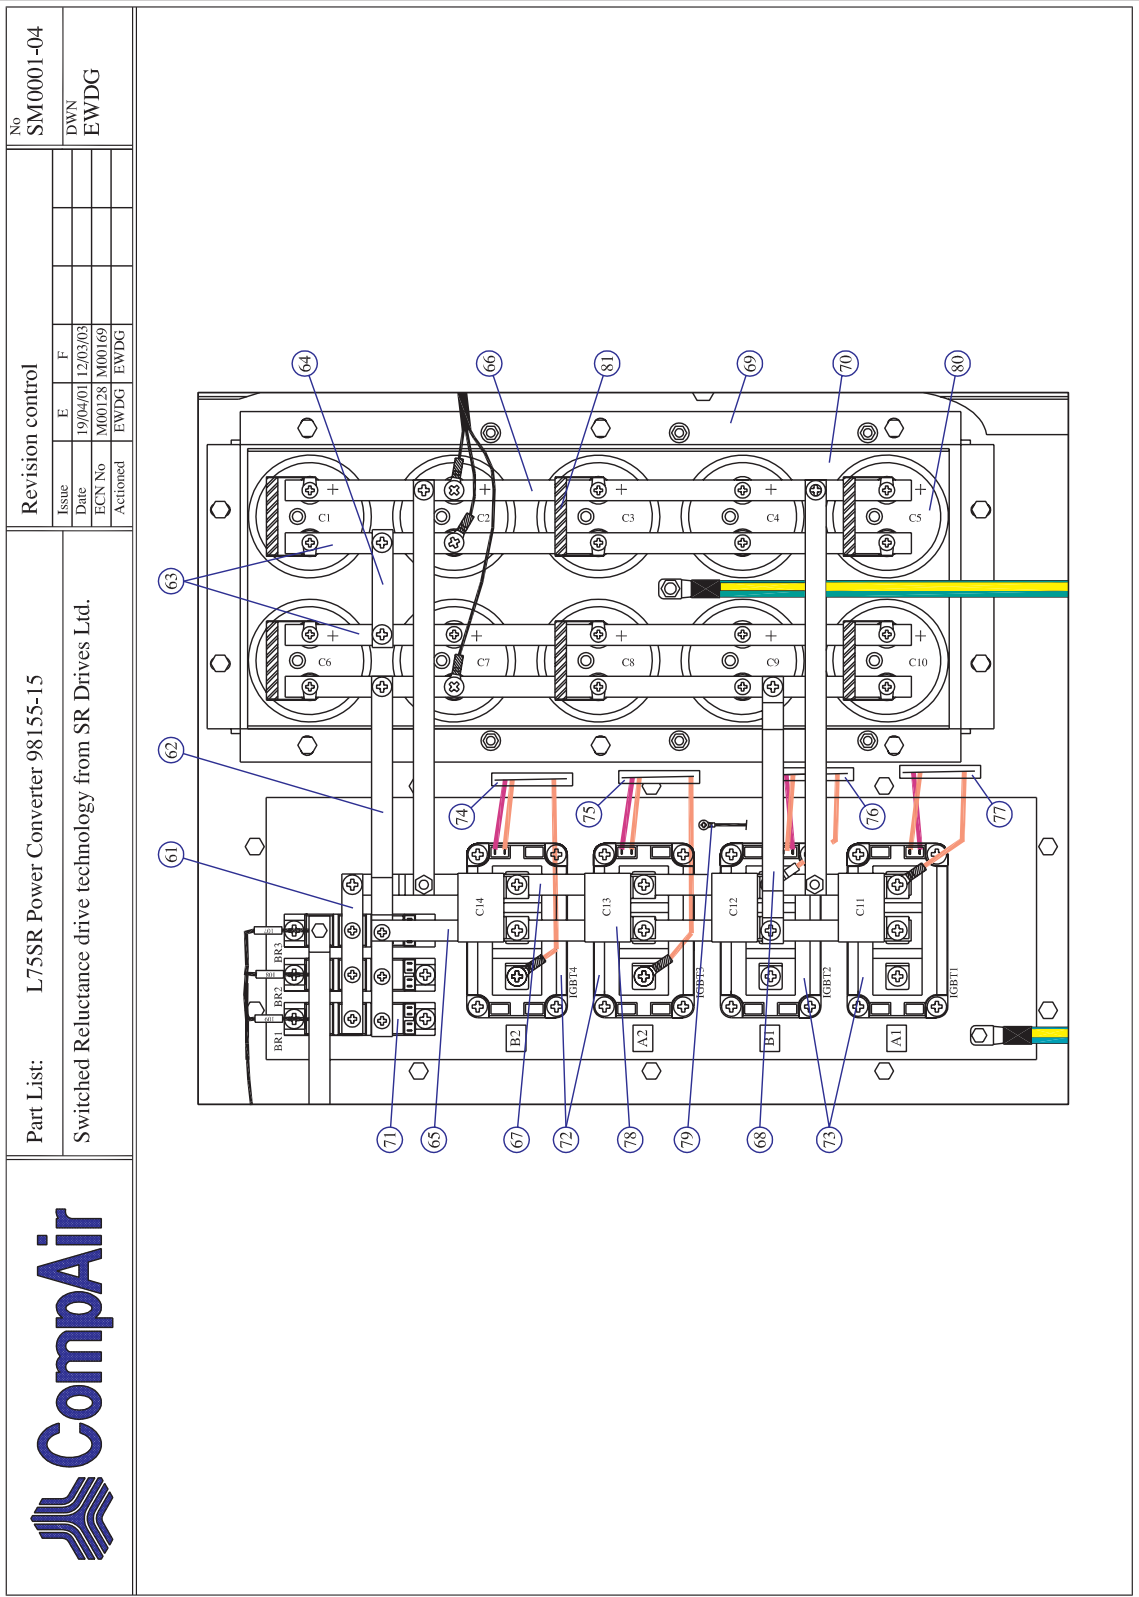 CompAir
Part List: L75SR Power Converter 98155-15
Switched Reluctance drive technology from SR Drives Ltd.
Revision control
Issue E F
Date 19/04/01 12/03/03
ECN No M00128 M00169
Actioned EWDG EWDG
No
SM0001-04
DWN
EWDG
63
62
61
64
66
81
69
70
80
C1
C2
C3
C4
C5
+
+
+
+
+
C6
C7
C8
C9
C10
+
+
+
+
+
74
75
76
77
C14
C13
C12
C11
BR3
BR2
BR1
601
IGBT4
IGBT3
IGBT2
IGBT1
B2
A2
B1
A1
71
65
67
72
78
79
68
73